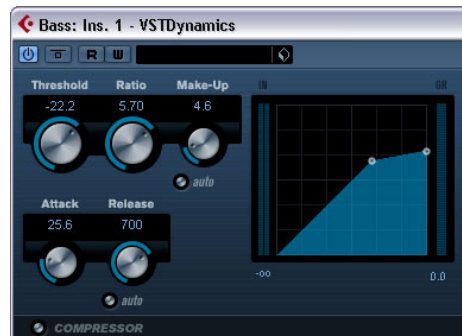 Bass: Ins. 1 - VSTDynamics
R W
Threshold Ratio Make-Up
-22.2 5.70 4.6
auto
Attack Release
25.6 700
auto
IN GR
-oo 0.0
COMPRESSOR